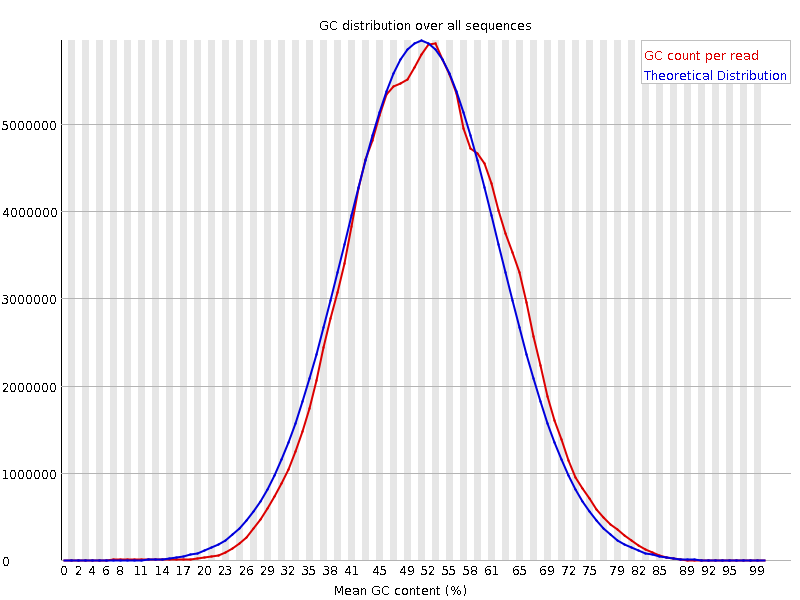 GC distribution over all sequences
GC count per read
Theoretical Distribution
5000000
4000000
3000000
2000000
1000000
0
0 2 4 6 8 11 14 17 20 23 26 29 32 35 38 41 45 49 52 55 58 61 65 69 72 75 79 82 85 89 92 95 99
Mean GC content (%)